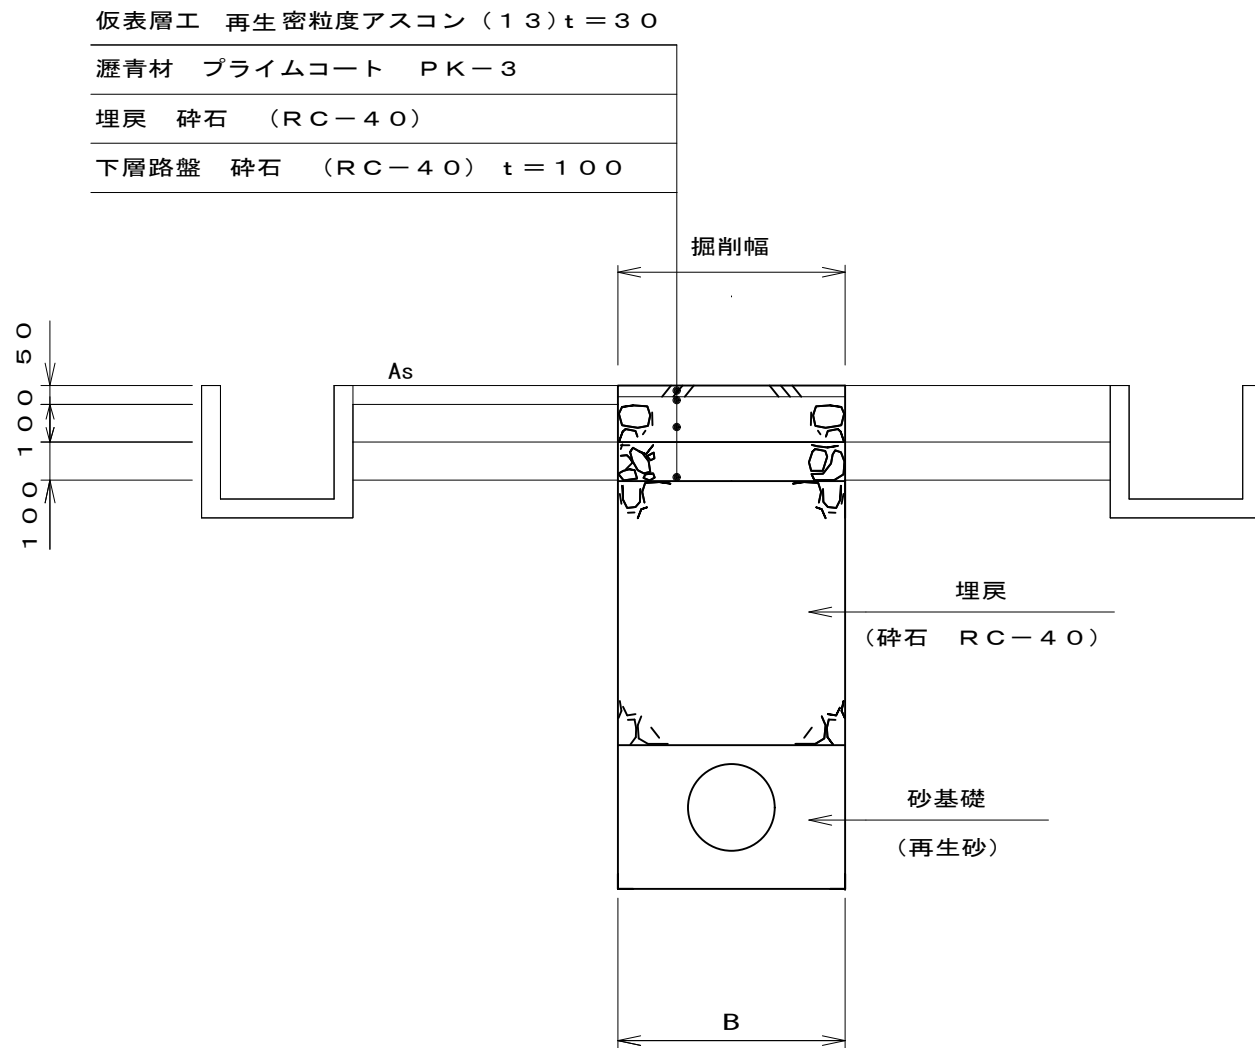 仮表層工　再生密粒度アスコン（１３）ｔ＝３０
瀝青材　プライムコート　ＰＫ－３
埋戻　砕石　（ＲＣ－４０）
下層路盤　砕石　（ＲＣ－４０）ｔ＝１００
掘削幅
５０
１００
１００
As
埋戻
（砕石　ＲＣ－４０）
砂基礎
（再生砂）
B